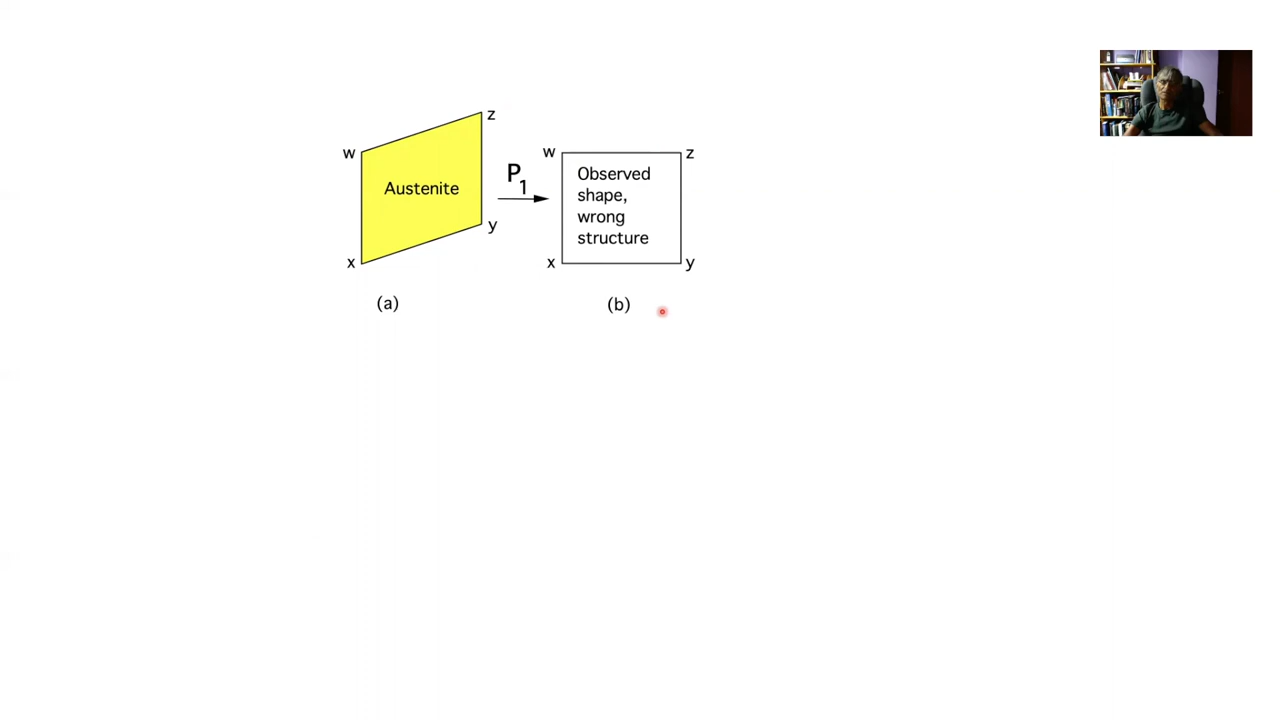 z
w
Austenite
y
x
(a)
P1
w
z
Observed
shape,
wrong
structure
x
y
(b)